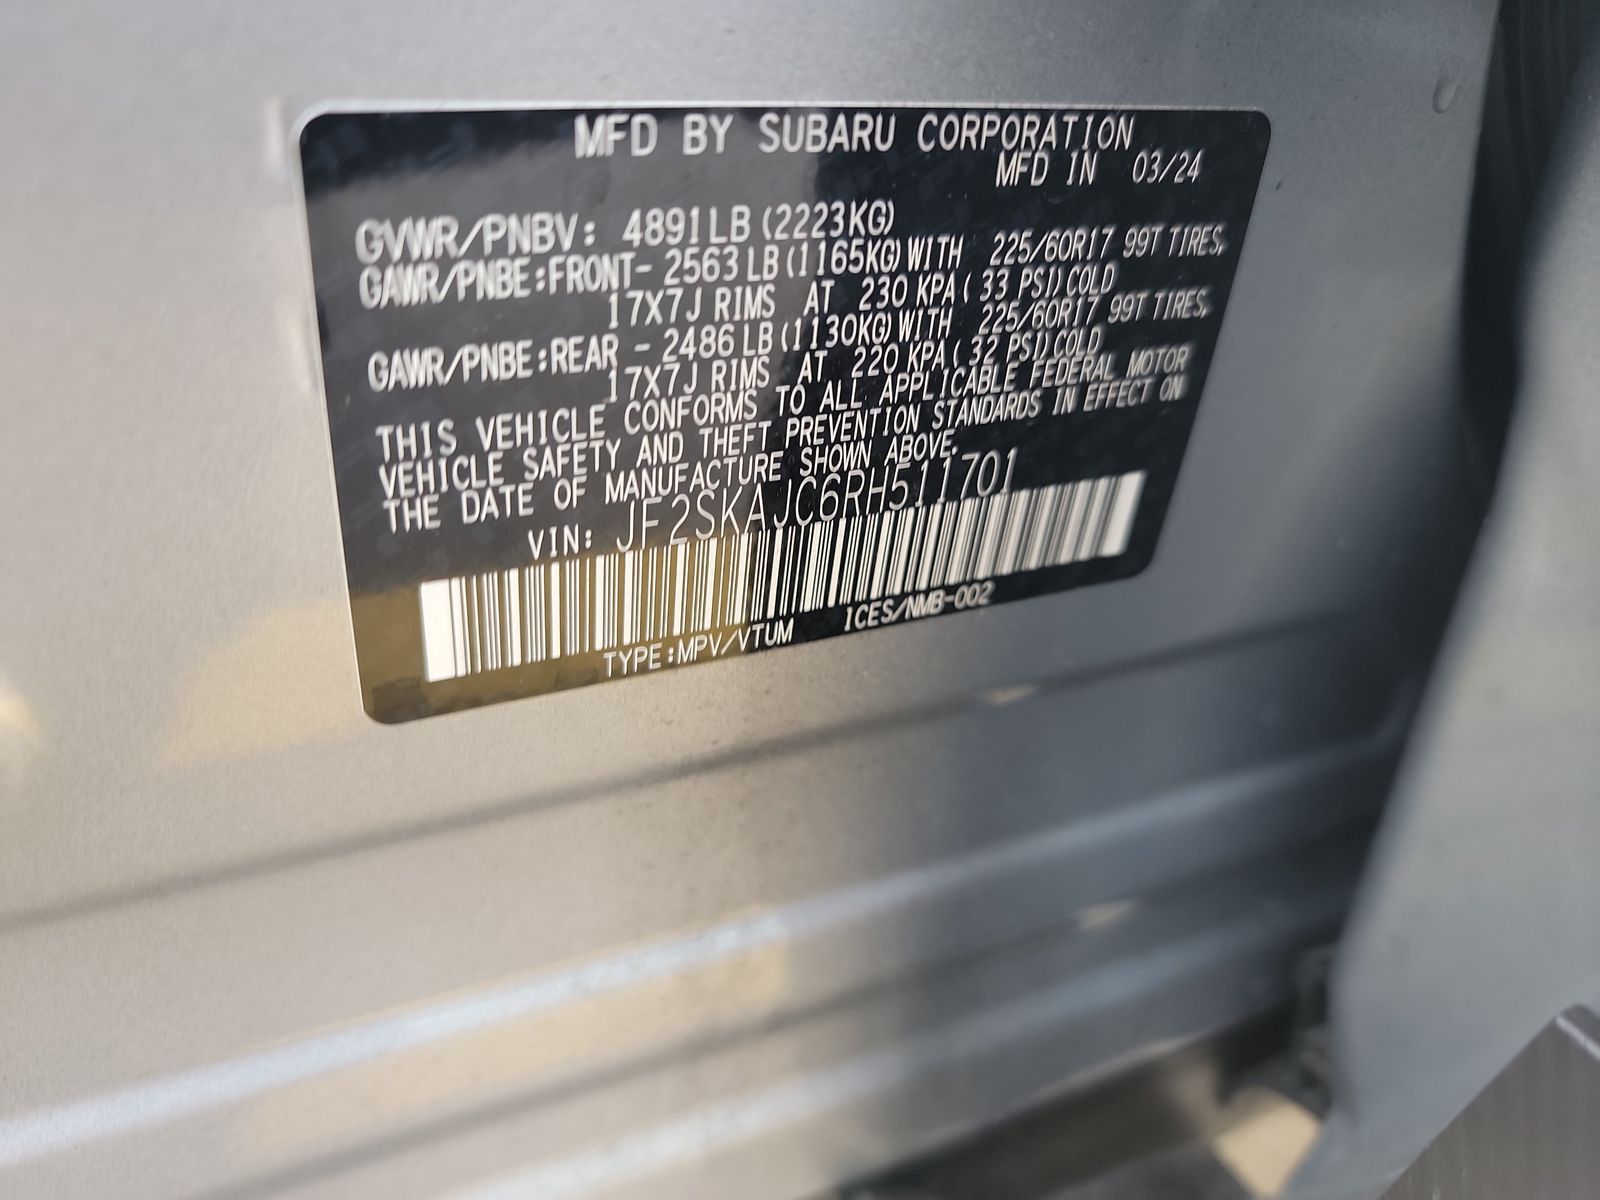 MFD BY SUBARU CORPORATION
MFD IN 03/24
GVWR/PNBV: 4891LB (2223KG)
GAWR/PNBE:FRONT- 2563LB(1165KG)WITH 225/60R17 99T TIRES,
17X7J RIMS AT 230 KPA( 33 PSI)COLD
GAWR/PNBE:REAR - 2486LB(1130KG)WITH 225/60R17 99T TIRES,
17X7J RIMS AT 220 KPA( 32 PSI)COLD
THIS VEHICLE CONFORMS TO ALL APPLICABLE FEDERAL MOTOR
VEHICLE SAFETY AND THEFT PREVENTION STANDARDS IN EFFECT ON
THE DATE OF MANUFACTURE SHOWN ABOVE.
VIN: JF2SKAJC6RH511701
TYPE:MPV/VTUM ICES/NMB-002